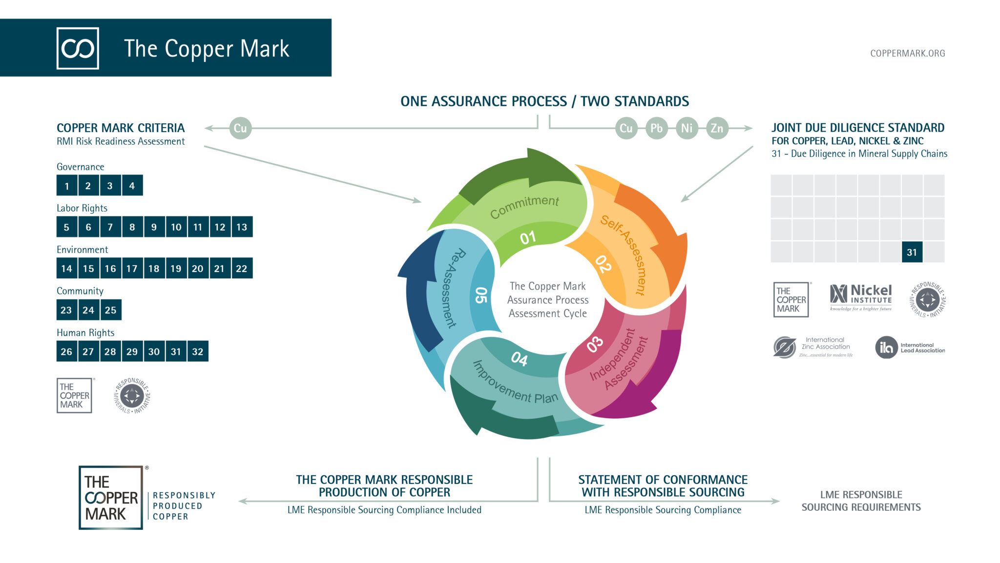 The Copper Mark
COPPERMARK.ORG
ONE ASSURANCE PROCESS / TWO STANDARDS
COPPER MARK CRITERIA
RMI Risk Readiness Assessment
Cu
Cu Pb Ni Zn
JOINT DUE DILIGENCE STANDARD
FOR COPPER, LEAD, NICKEL & ZINC
31 - Due Diligence in Mineral Supply Chains
Governance
1 2 3 4
Labor Rights
5 6 7 8 9 10 11 12 13
Environment
14 15 16 17 18 19 20 21 22
Community
23 24 25
Human Rights
26 27 28 29 30 31 32
THE
COPPER
MARK
®
RESPONSIBLE • MINERALS • INITIATIVE •
Commitment
01
Self-Assessment
02
Independent
Assessment
03
Improvement Plan
04
Re-Assessment
05
The Copper Mark
Assurance Process
Assessment Cycle
31
THE
COPPER
MARK
®
Nickel
INSTITUTE
knowledge for a brighter future
RESPONSIBLE • MINERALS • INITIATIVE •
International
Zinc Association
Zinc...essential for modern life
ila
International
Lead Association
THE
COPPER
MARK
®
RESPONSIBLY
PRODUCED
COPPER
THE COPPER MARK RESPONSIBLE
PRODUCTION OF COPPER
LME Responsible Sourcing Compliance Included
STATEMENT OF CONFORMANCE
WITH RESPONSIBLE SOURCING
LME Responsible Sourcing Compliance
LME RESPONSIBLE
SOURCING REQUIREMENTS